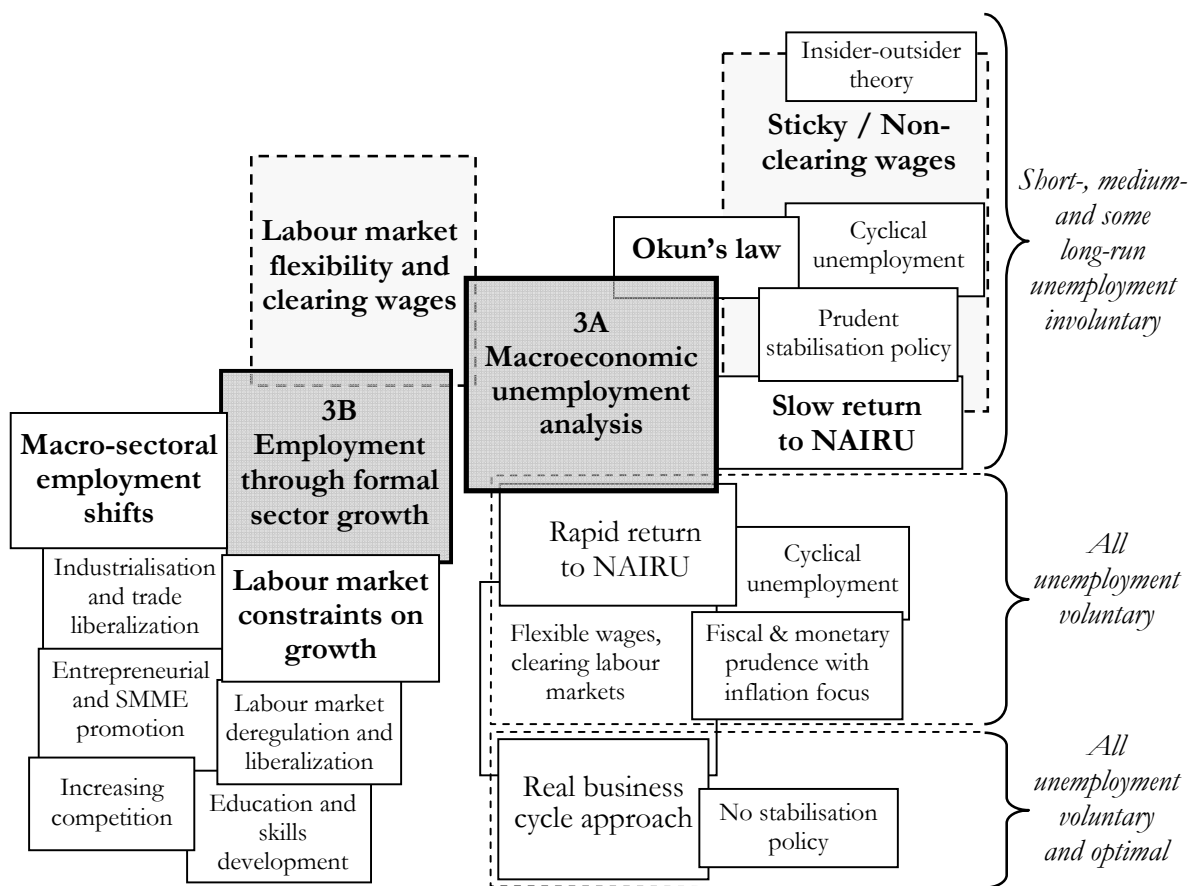 Insider-outsider
theory
Sticky / Non-
clearing wages
Short-, medium-
and some
long-run
unemployment
involuntary
Labour market
flexibility and
clearing wages
Okun's law
Cyclical
unemployment
3A
Macroeconomic
unemployment
analysis
Prudent
stabilisation policy
Slow return
to NAIRU
3B
Employment
through formal
sector growth
Macro-sectoral
employment
shifts
Industrialisation
and trade
liberalization
Labour market
constraints on
growth
Entrepreneurial
and SMME
promotion
Labour market
deregulation and
liberalization
Increasing
competition
Education and
skills
development
Rapid return
to NAIRU
Cyclical
unemployment
Flexible wages,
clearing labour
markets
Fiscal & monetary
prudence with
inflation focus
All
unemployment
voluntary
Real business
cycle approach
No stabilisation
policy
All
unemployment
voluntary
and optimal